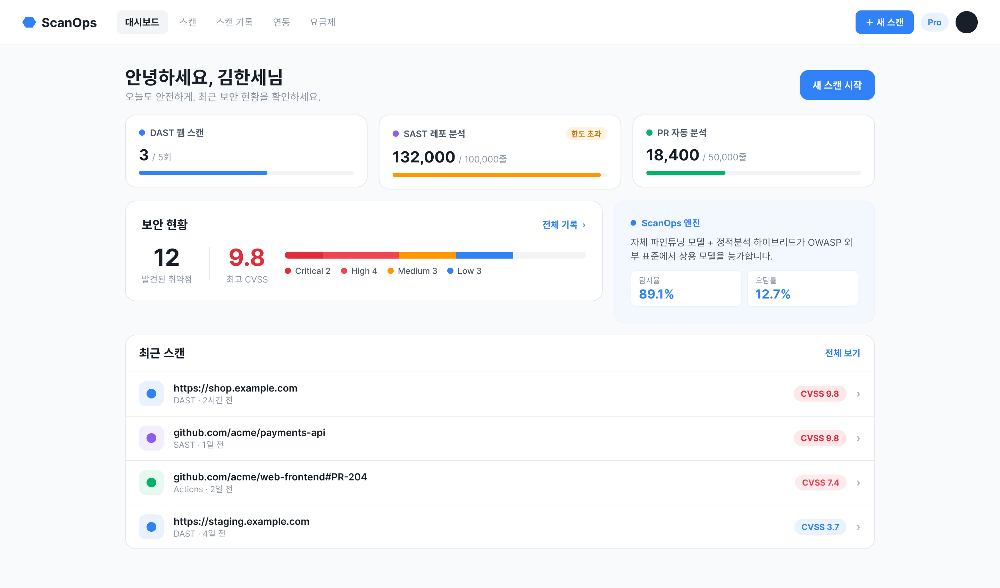 ScanOps 대시보드 스캔 스캔 기록 연동 요금제 + 새 스캔 Pro
안녕하세요, 김한세님
오늘도 안전하게. 최근 보안 현황을 확인하세요.
새 스캔 시작
DAST 웹 스캔
3 / 5회
SAST 레포 분석 한도 초과
132,000 / 100,000줄
PR 자동 분석
18,400 / 50,000줄
보안 현황 전체 기록 ›
12
발견된 취약점
9.8
최고 CVSS
Critical 2 High 4 Medium 3 Low 3
ScanOps 엔진
자체 파인튜닝 모델 + 정적분석 하이브리드가 OWASP 외
부 표준에서 상용 모델을 능가합니다.
탐지율
89.1%
오탐률
12.7%
최근 스캔 전체 보기
https://shop.example.com
DAST · 2시간 전
CVSS 9.8 ›
github.com/acme/payments-api
SAST · 1일 전
CVSS 9.8 ›
github.com/acme/web-frontend#PR-204
Actions · 2일 전
CVSS 7.4 ›
https://staging.example.com
DAST · 4일 전
CVSS 3.7 ›